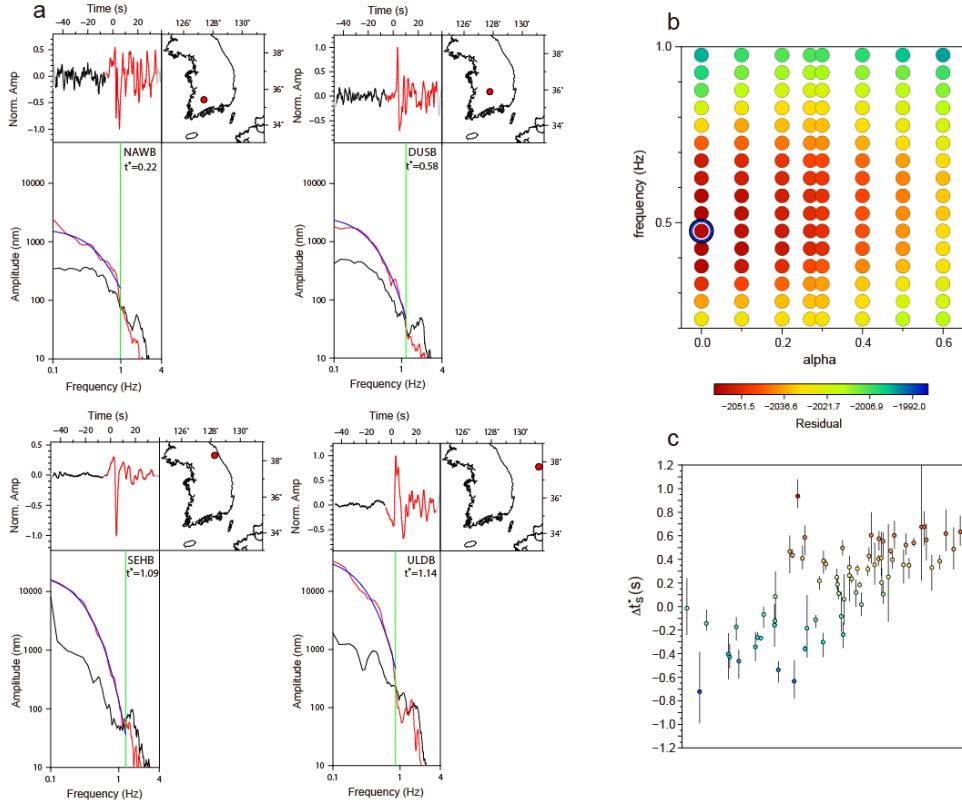 a
Time (s)
-40 -20 0 20
126° 128° 130°
0.5
0.0
-0.5
-1.0
Norm. Amp
38°
36°
34°
NAWB
t*=0.22
10000
1000
100
10
Amplitude (nm)
0.1 1 4
Frequency (Hz)
Time (s)
-40 -20 0 20
126° 128° 130°
1.0
0.5
0.0
-0.5
Norm. Amp
38°
36°
34°
DUSB
t*=0.58
10000
1000
100
10
Amplitude (nm)
0.1 1 4
Frequency (Hz)
Time (s)
-40 -20 0 20
126° 128° 130°
0.5
0.0
-0.5
-1.0
Norm. Amp
38°
36°
34°
SEHB
t*=1.09
10000
1000
100
10
Amplitude (nm)
0.1 1 4
Frequency (Hz)
Time (s)
-40 -20 0 20
126° 128° 130°
1.0
0.5
0.0
-0.5
Norm. Amp
38°
36°
34°
ULDB
t*=1.14
10000
1000
100
10
Amplitude (nm)
0.1 1 4
Frequency (Hz)
b
1.0
0.5
frequency (Hz)
0.0 0.2 0.4 0.6
alpha
-2051.5 -2036.6 -2021.7 -2006.9 -1992.0
Residual
c
1.2
1.0
0.8
0.6
0.4
0.2
0.0
-0.2
-0.4
-0.6
-0.8
-1.0
-1.2
Δt*S (s)